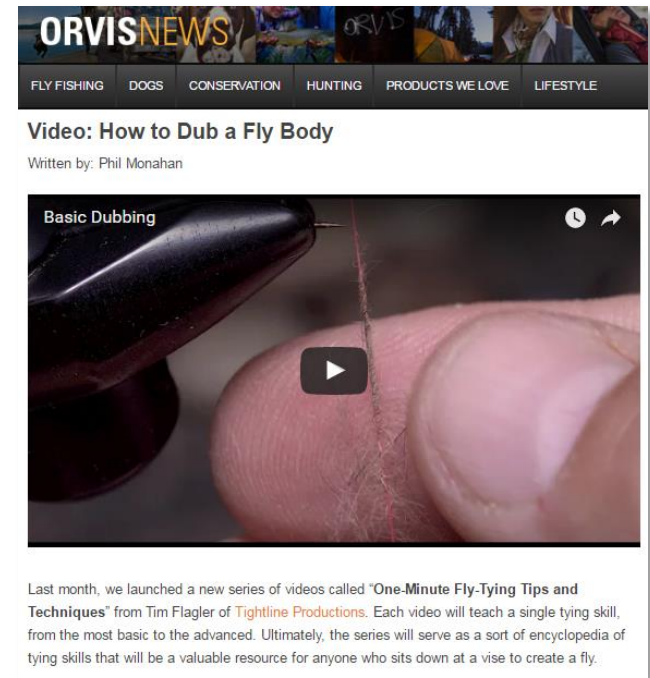 ORVISNEWS
ORVIS
FLY FISHING DOGS CONSERVATION HUNTING PRODUCTS WE LOVE LIFESTYLE
Video: How to Dub a Fly Body
Written by: Phil Monahan
Basic Dubbing
Last month, we launched a new series of videos called “One-Minute Fly-Tying Tips and
Techniques” from Tim Flagler of Tightline Productions. Each video will teach a single tying skill,
from the most basic to the advanced. Ultimately, the series will serve as a sort of encyclopedia of
tying skills that will be a valuable resource for anyone who sits down at a vise to create a fly.